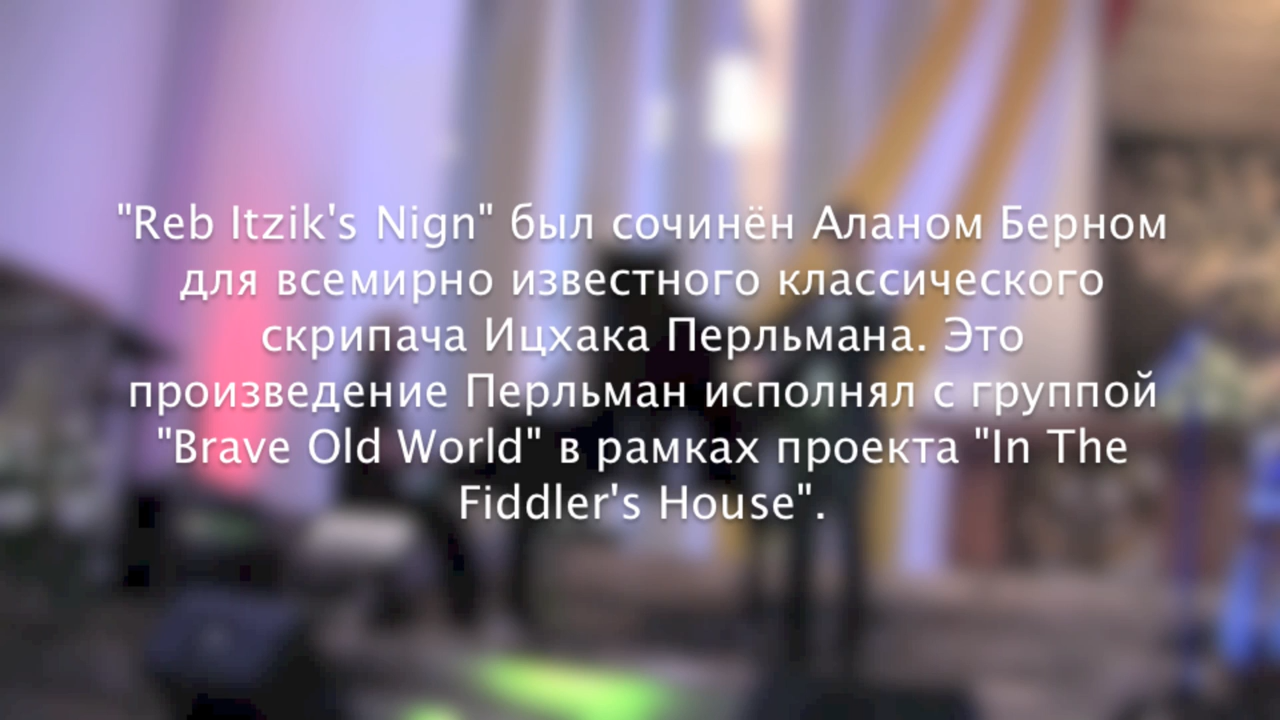 "Reb Itzik's Nign" был сочинён Аланом Берном
для всемирно известного классического
скрипача Ицхака Перльмана. Это
произведение Перльман исполнял с группой
"Brave Old World" в рамках проекта "In The
Fiddler's House".